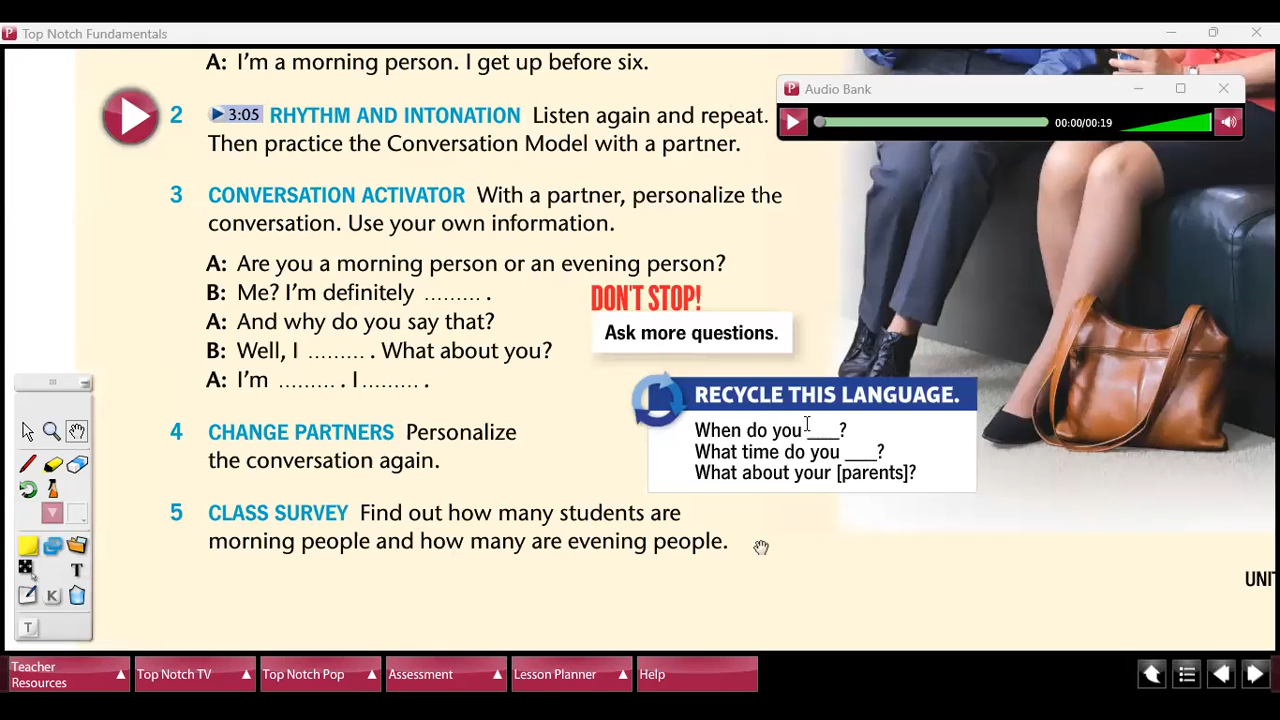 Top Notch Fundamentals
A: I'm a morning person. I get up before six.
Audio Bank
00:00/00:19
2 3:05 RHYTHM AND INTONATION Listen again and repeat.
Then practice the Conversation Model with a partner.
3 CONVERSATION ACTIVATOR With a partner, personalize the
conversation. Use your own information.
A: Are you a morning person or an evening person?
B: Me? I'm definitely ......... .
A: And why do you say that?
B: Well, I ......... . What about you?
A: I'm ......... . I ......... .
DON'T STOP!
Ask more questions.
RECYCLE THIS LANGUAGE.
When do you ___?
What time do you ___?
What about your [parents]?
4 CHANGE PARTNERS Personalize
the conversation again.
5 CLASS SURVEY Find out how many students are
morning people and how many are evening people.
UNIT
T
K
T
Teacher
Resources
Top Notch TV
Top Notch Pop
Assessment
Lesson Planner
Help